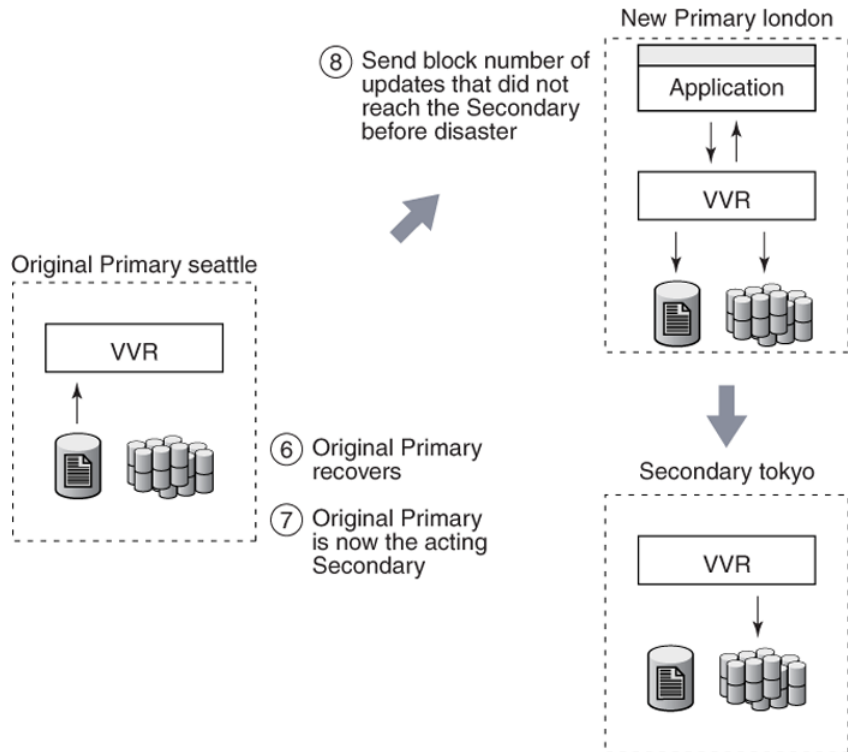 New Primary london
8 Send block number of
updates that did not
reach the Secondary
before disaster
Application
VVR
Original Primary seattle
VVR
6 Original Primary
recovers
7 Original Primary
is now the acting
Secondary
Secondary tokyo
VVR